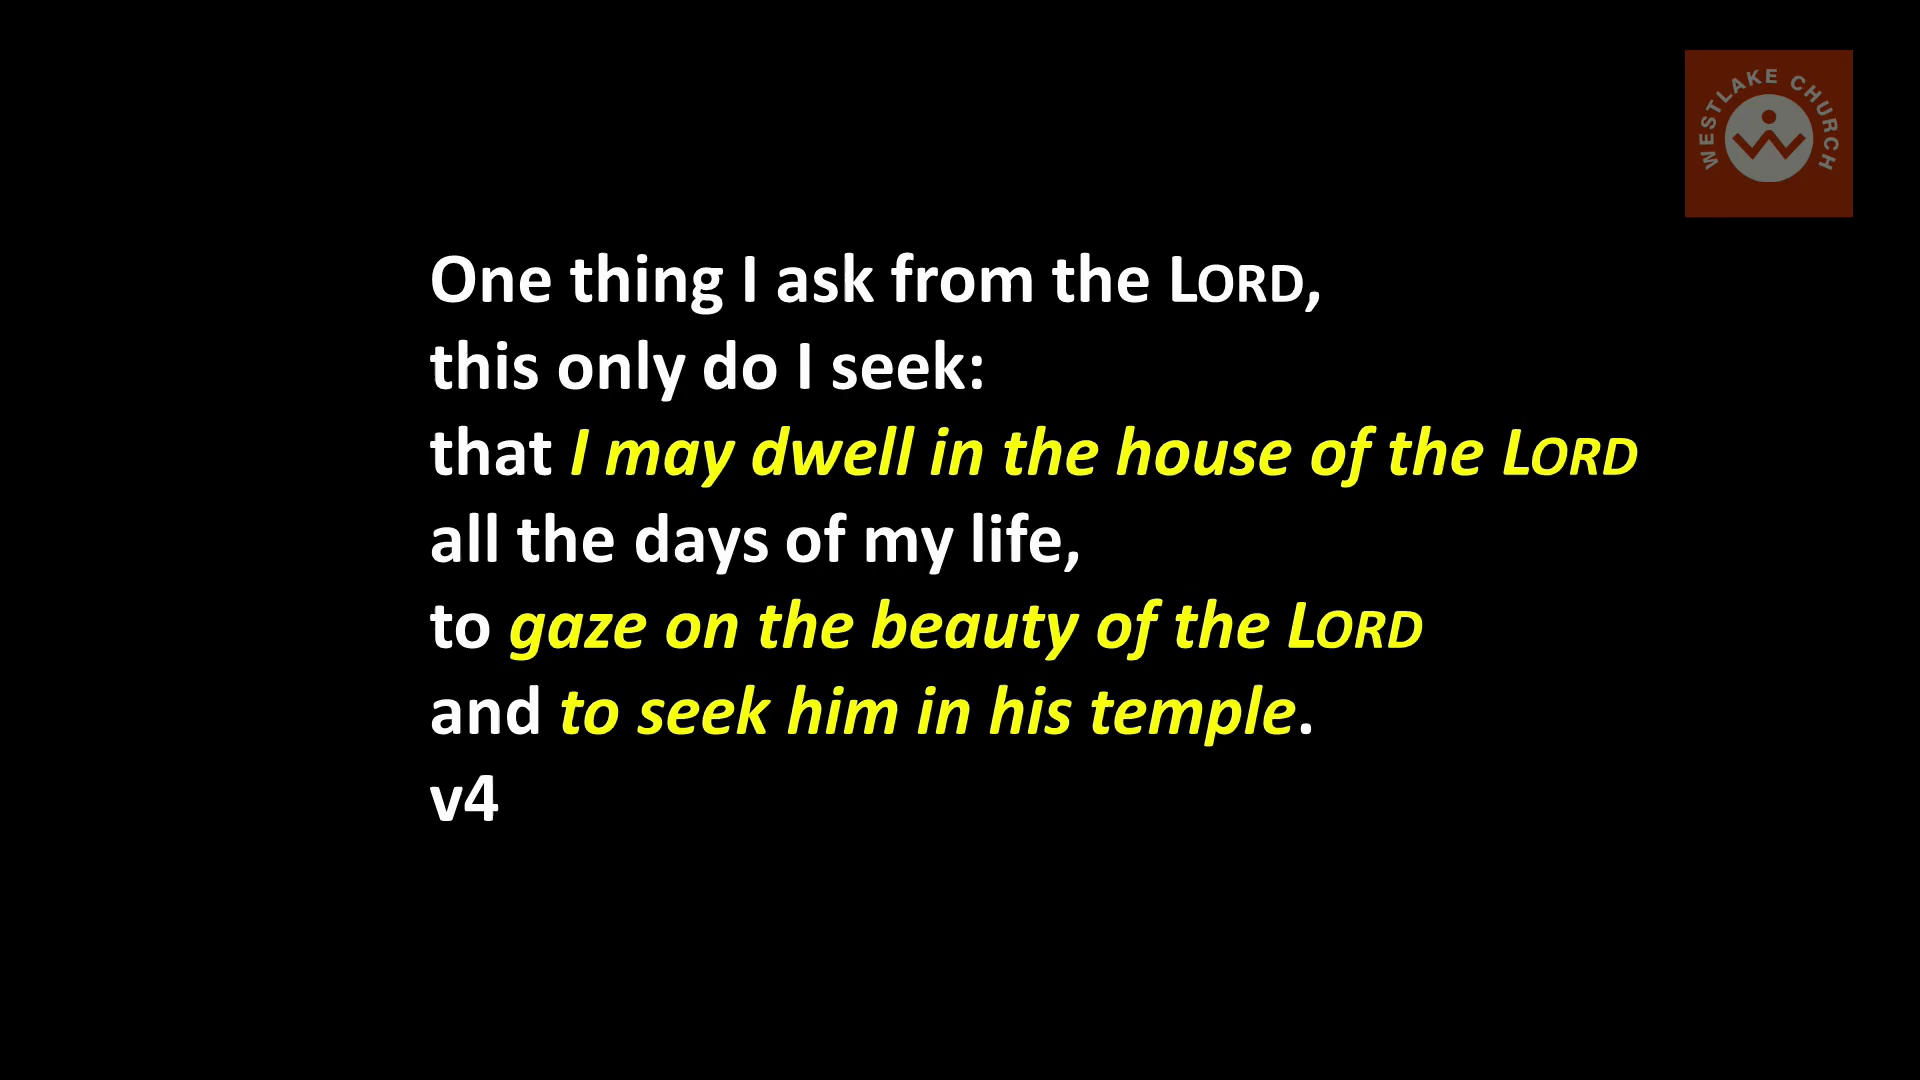 WESTLAKE CHURCH
One thing I ask from the LORD,
this only do I seek:
that I may dwell in the house of the LORD
all the days of my life,
to gaze on the beauty of the LORD
and to seek him in his temple.
v4